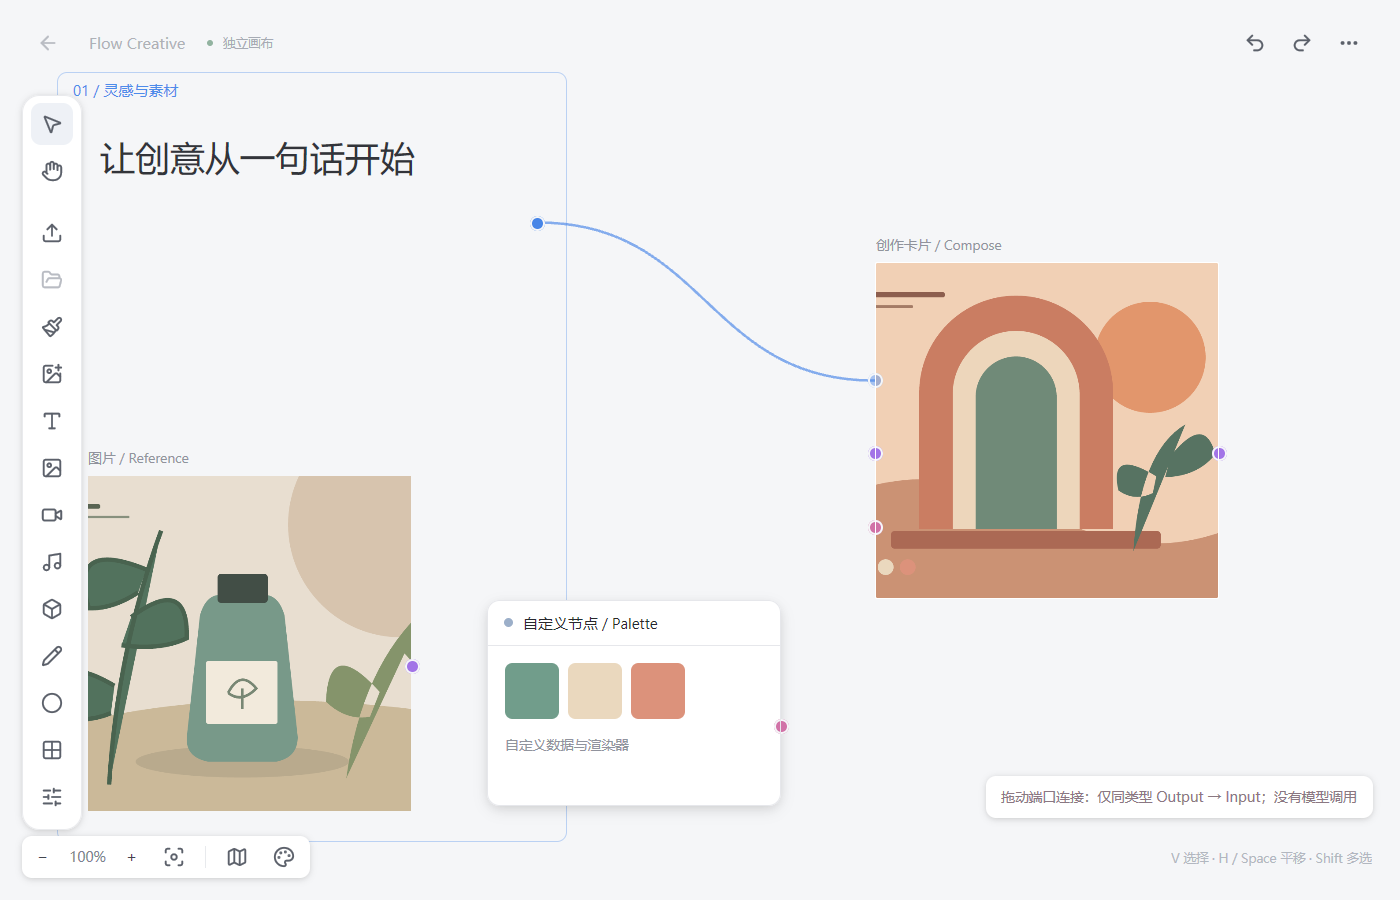 Flow Creative
独立画布
01 / 灵感与素材
让创意从一句话开始
创作卡片 / Compose
图片 / Reference
自定义节点 / Palette
自定义数据与渲染器
拖动端口连接：仅同类型 Output → Input；没有模型调用
− 100% +
V 选择 · H / Space 平移 · Shift 多选